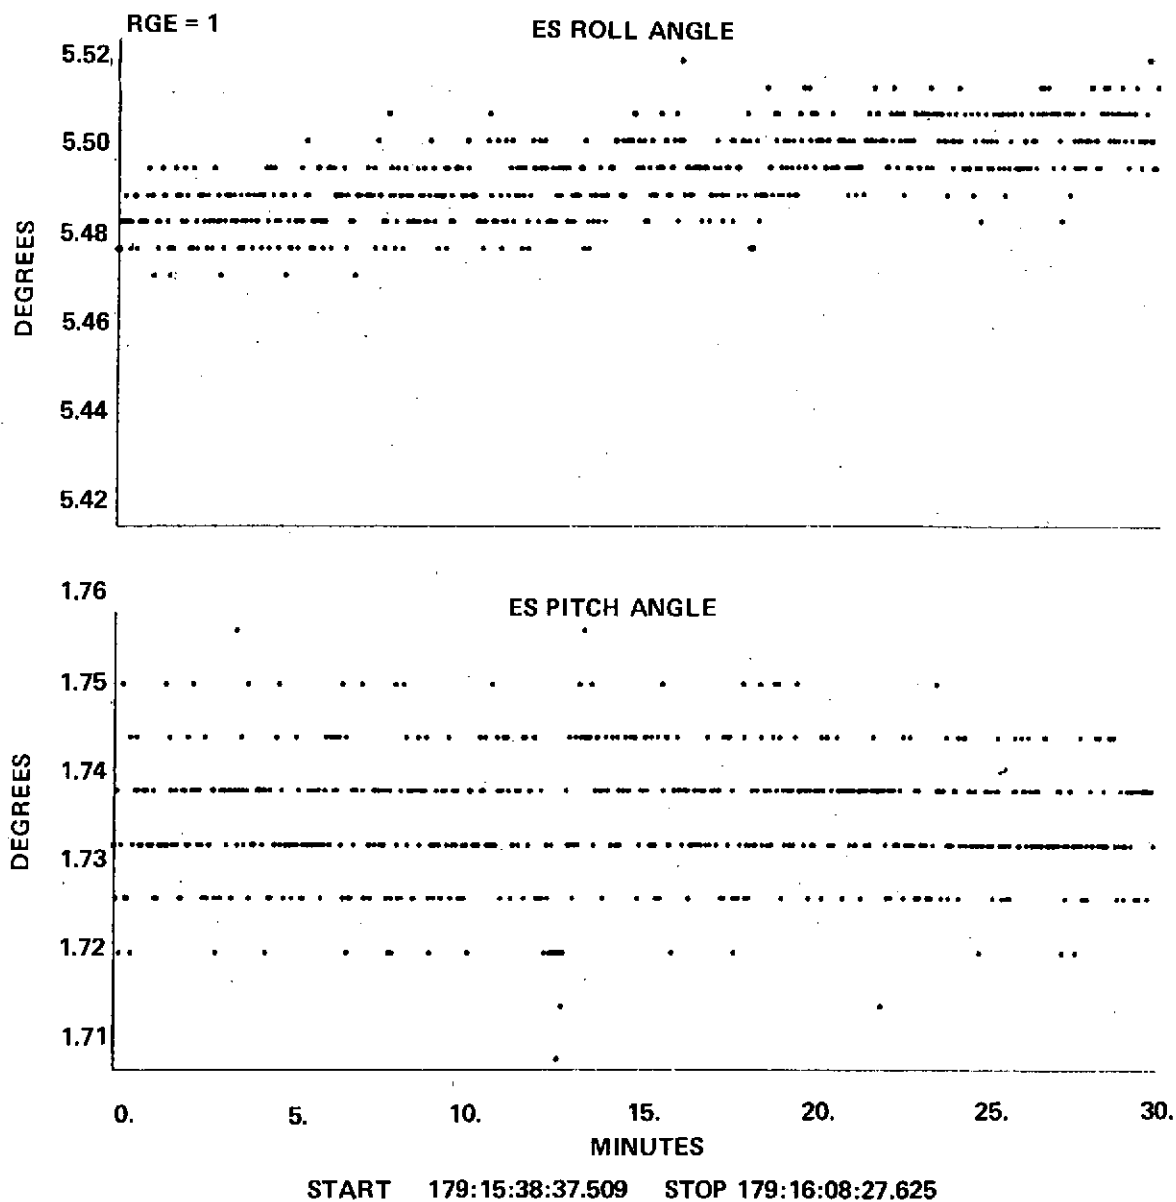 RGE = 1
ES ROLL ANGLE
5.52
5.50
5.48
5.46
5.44
5.42
DEGREES
ES PITCH ANGLE
1.76
1.75
1.74
1.73
1.72
1.71
DEGREES
0. 5. 10. 15. 20. 25. 30.
MINUTES
START 179:15:38:37.509 STOP 179:16:08:27.625